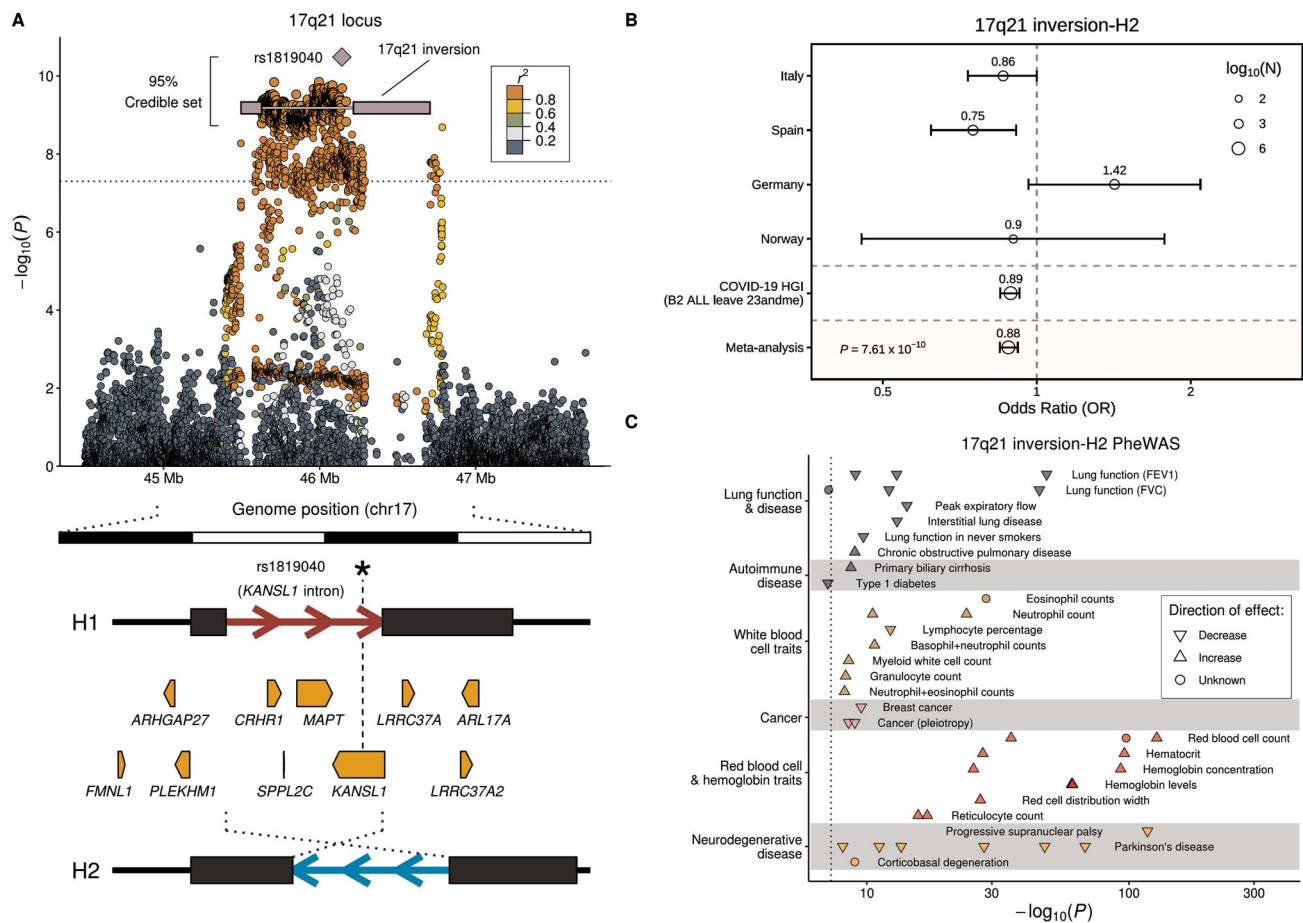 A
17q21 locus
rs1819040
17q21 inversion
95%
Credible set
r2
0.8
0.6
0.4
0.2
10
8
6
4
2
0
−log10(P)
45 Mb
46 Mb
47 Mb
Genome position (chr17)
rs1819040
*
(KANSL1 intron)
H1
ARHGAP27
CRHR1
MAPT
LRRC37A
ARL17A
FMNL1
PLEKHM1
SPPL2C
KANSL1
LRRC37A2
H2
B
17q21 inversion-H2
Italy
0.86
Spain
0.75
Germany
1.42
Norway
0.9
COVID-19 HGI
(B2 ALL leave 23andme)
0.89
Meta-analysis
P = 7.61 x 10−10
0.88
log10(N)
2
3
6
0.5
1
2
Odds Ratio (OR)
C
17q21 inversion-H2 PheWAS
Lung function
& disease
Lung function (FEV1)
Lung function (FVC)
Peak expiratory flow
Interstitial lung disease
Lung function in never smokers
Chronic obstructive pulmonary disease
Autoimmune
disease
Primary biliary cirrhosis
Type 1 diabetes
White blood
cell traits
Eosinophil counts
Neutrophil count
Lymphocyte percentage
Basophil+neutrophil counts
Myeloid white cell count
Granulocyte count
Neutrophil+eosinophil counts
Direction of effect:
Decrease
Increase
Unknown
Cancer
Breast cancer
Cancer (pleiotropy)
Red blood cell
& hemoglobin traits
Red blood cell count
Hematocrit
Hemoglobin concentration
Hemoglobin levels
Red cell distribution width
Reticulocyte count
Neurodegenerative
disease
Progressive supranuclear palsy
Parkinson's disease
Corticobasal degeneration
10
30
100
300
−log10(P)